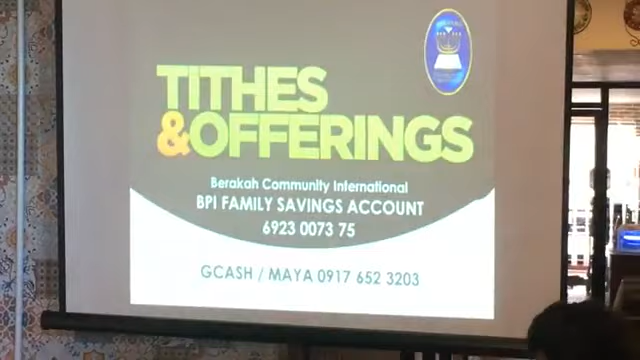 TITHES
&OFFERINGS
Berakah Community International
BPI FAMILY SAVINGS ACCOUNT
6923 0073 75
GCASH / MAYA 0917 652 3203